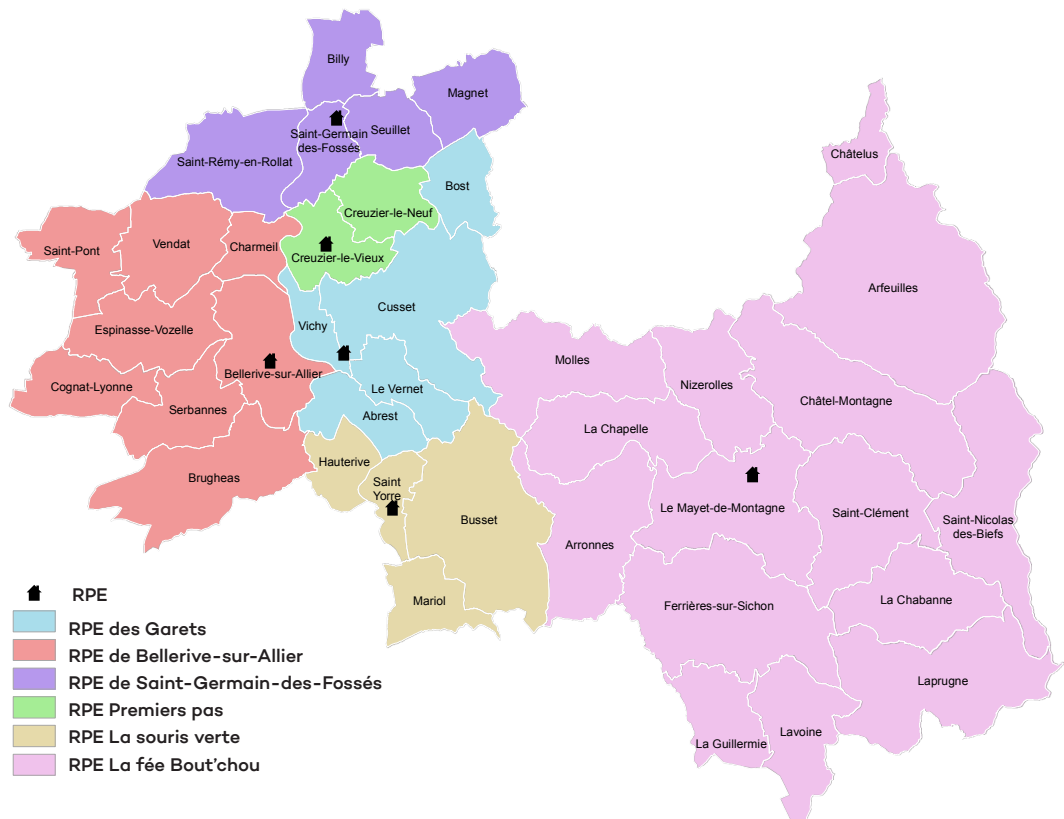 Billy
Magnet
Saint-Germain
des-Fossés
Seuillet
Saint-Rémy-en-Rollat
Châtelus
Bost
Creuzier-le-Neuf
Saint-Pont
Vendat
Charmeil
Creuzier-le-Vieux
Arfeuilles
Cusset
Espinasse-Vozelle
Vichy
Molles
Nizerolles
Bellerive-sur-Allier
Cognat-Lyonne
Le Vernet
Châtel-Montagne
Serbannes
Abrest
La Chapelle
Hauterive
Brugheas
Saint
Yorre
Le Mayet-de-Montagne
Saint-Clément
Saint-Nicolas
des-Biefs
Busset
Arronnes
Mariol
Ferrières-sur-Sichon
La Chabanne
Laprugne
La Guillermie
Lavoine
RPE
RPE des Garets
RPE de Bellerive-sur-Allier
RPE de Saint-Germain-des-Fossés
RPE Premiers pas
RPE La souris verte
RPE La fée Bout'chou